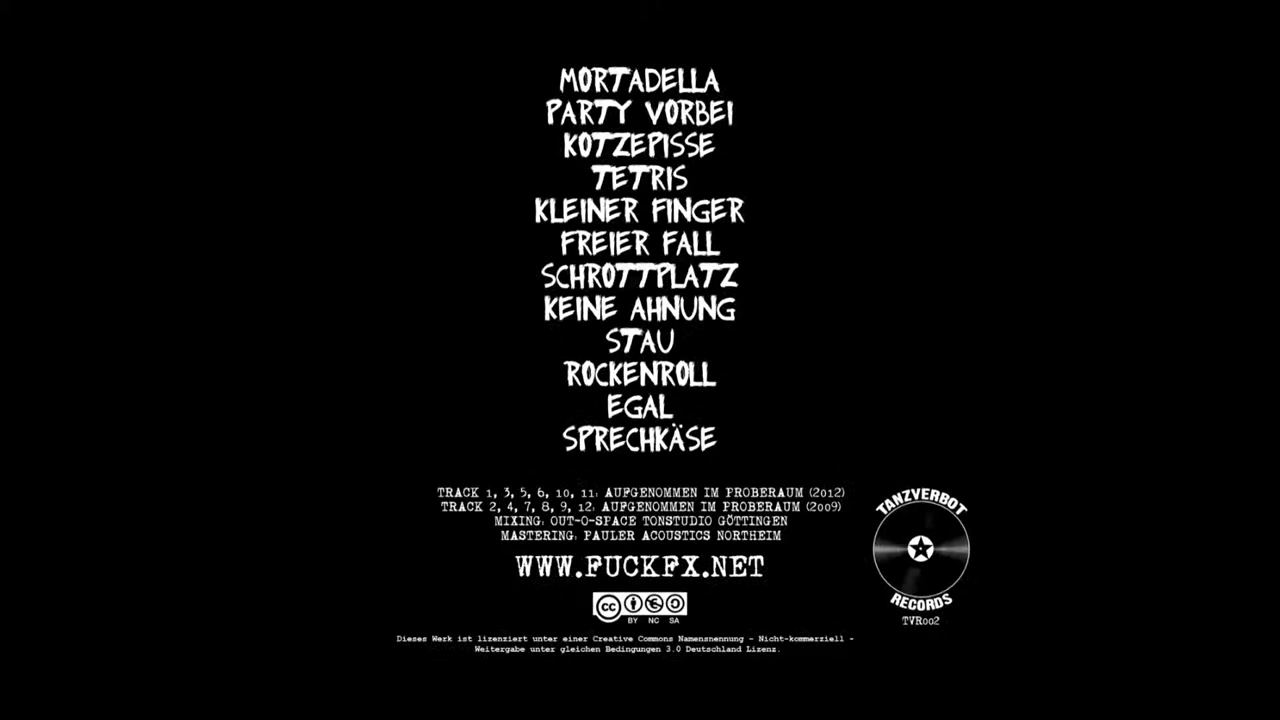 MORTADELLA
PARTY VORBEI
KOTZEPISSE
TETRIS
KLEINER FINGER
FREIER FALL
SCHROTTPLATZ
KEINE AHNUNG
STAU
ROCKENROLL
EGAL
SPRECHKÄSE
TRACK 1, 3, 5, 6, 10, 11: AUFGENOMMEN IM PROBERAUM (2012)
TRACK 2, 4, 7, 8, 9, 12: AUFGENOMMEN IM PROBERAUM (2009)
MIXING: OUT-O-SPACE TONSTUDIO GÖTTINGEN
MASTERING: PAULER ACOUSTICS NORTHEIM
WWW.FUCKFX.NET
cc
BY NC SA
Dieses Werk ist lizenziert unter einer Creative Commons Namensnennung - Nicht-kommerziell -
Weitergabe unter gleichen Bedingungen 3.0 Deutschland Lizenz.
TANZVERBOT
RECORDS
TVR002